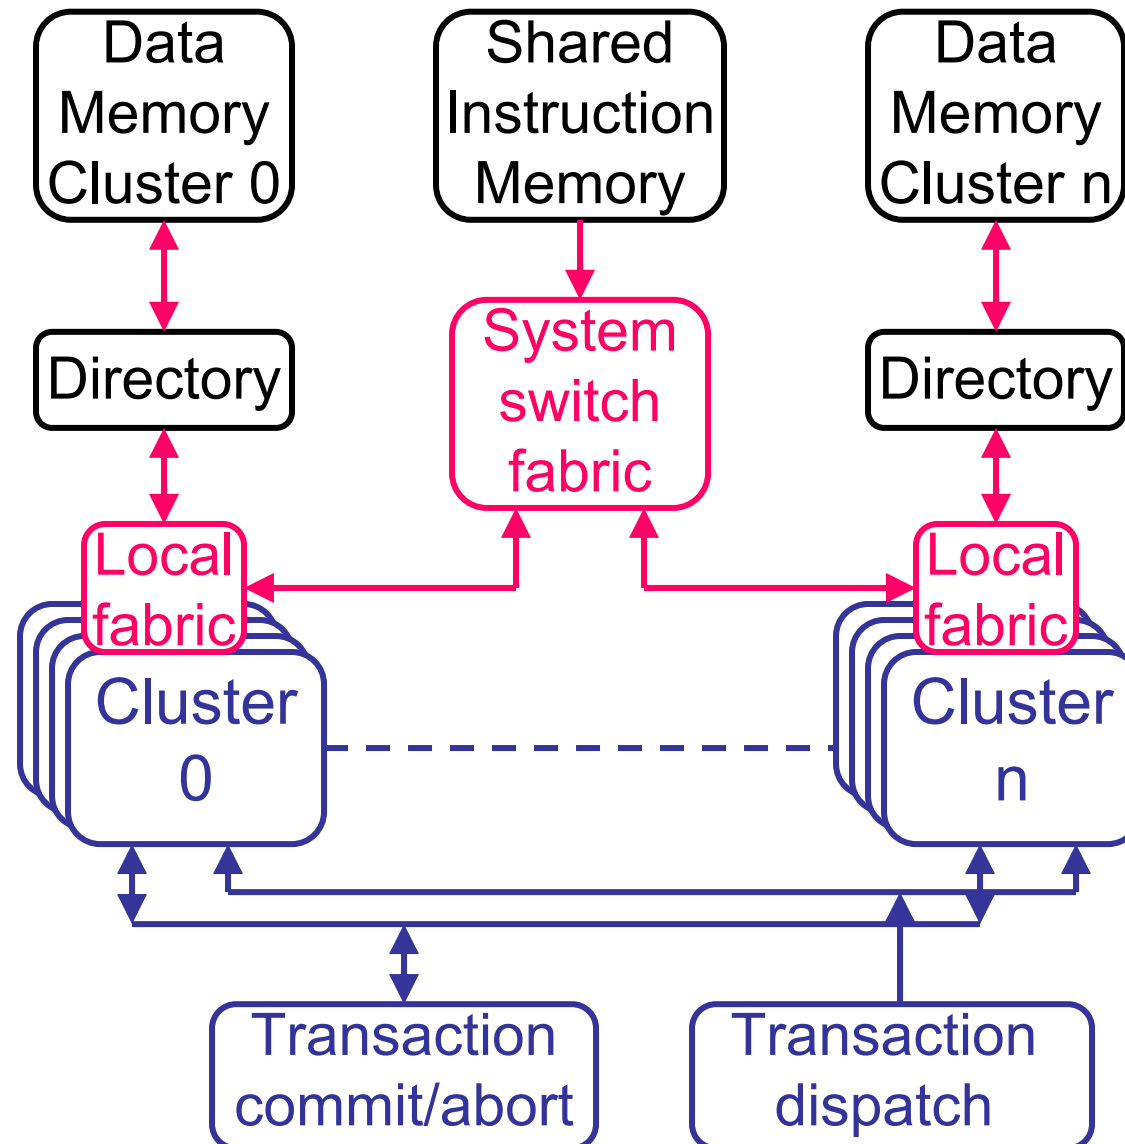 Data
Memory
Cluster 0
Shared
Instruction
Memory
Data
Memory
Cluster n
Directory
System
switch
fabric
Directory
Local
fabric
Local
fabric
Cluster
0
Cluster
n
Transaction
commit/abort
Transaction
dispatch